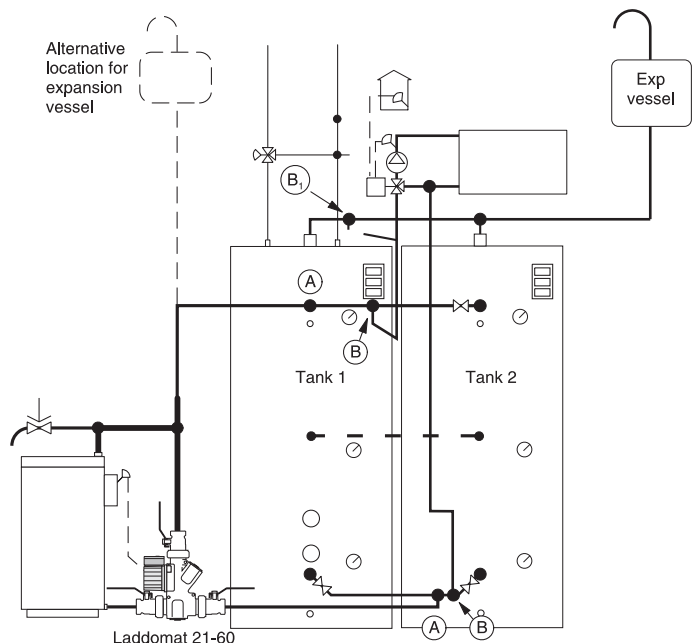 Alternative
location for
expansion
vessel
Exp
vessel
B1
A
B
Tank 1
Tank 2
A
B
Laddomat 21-60